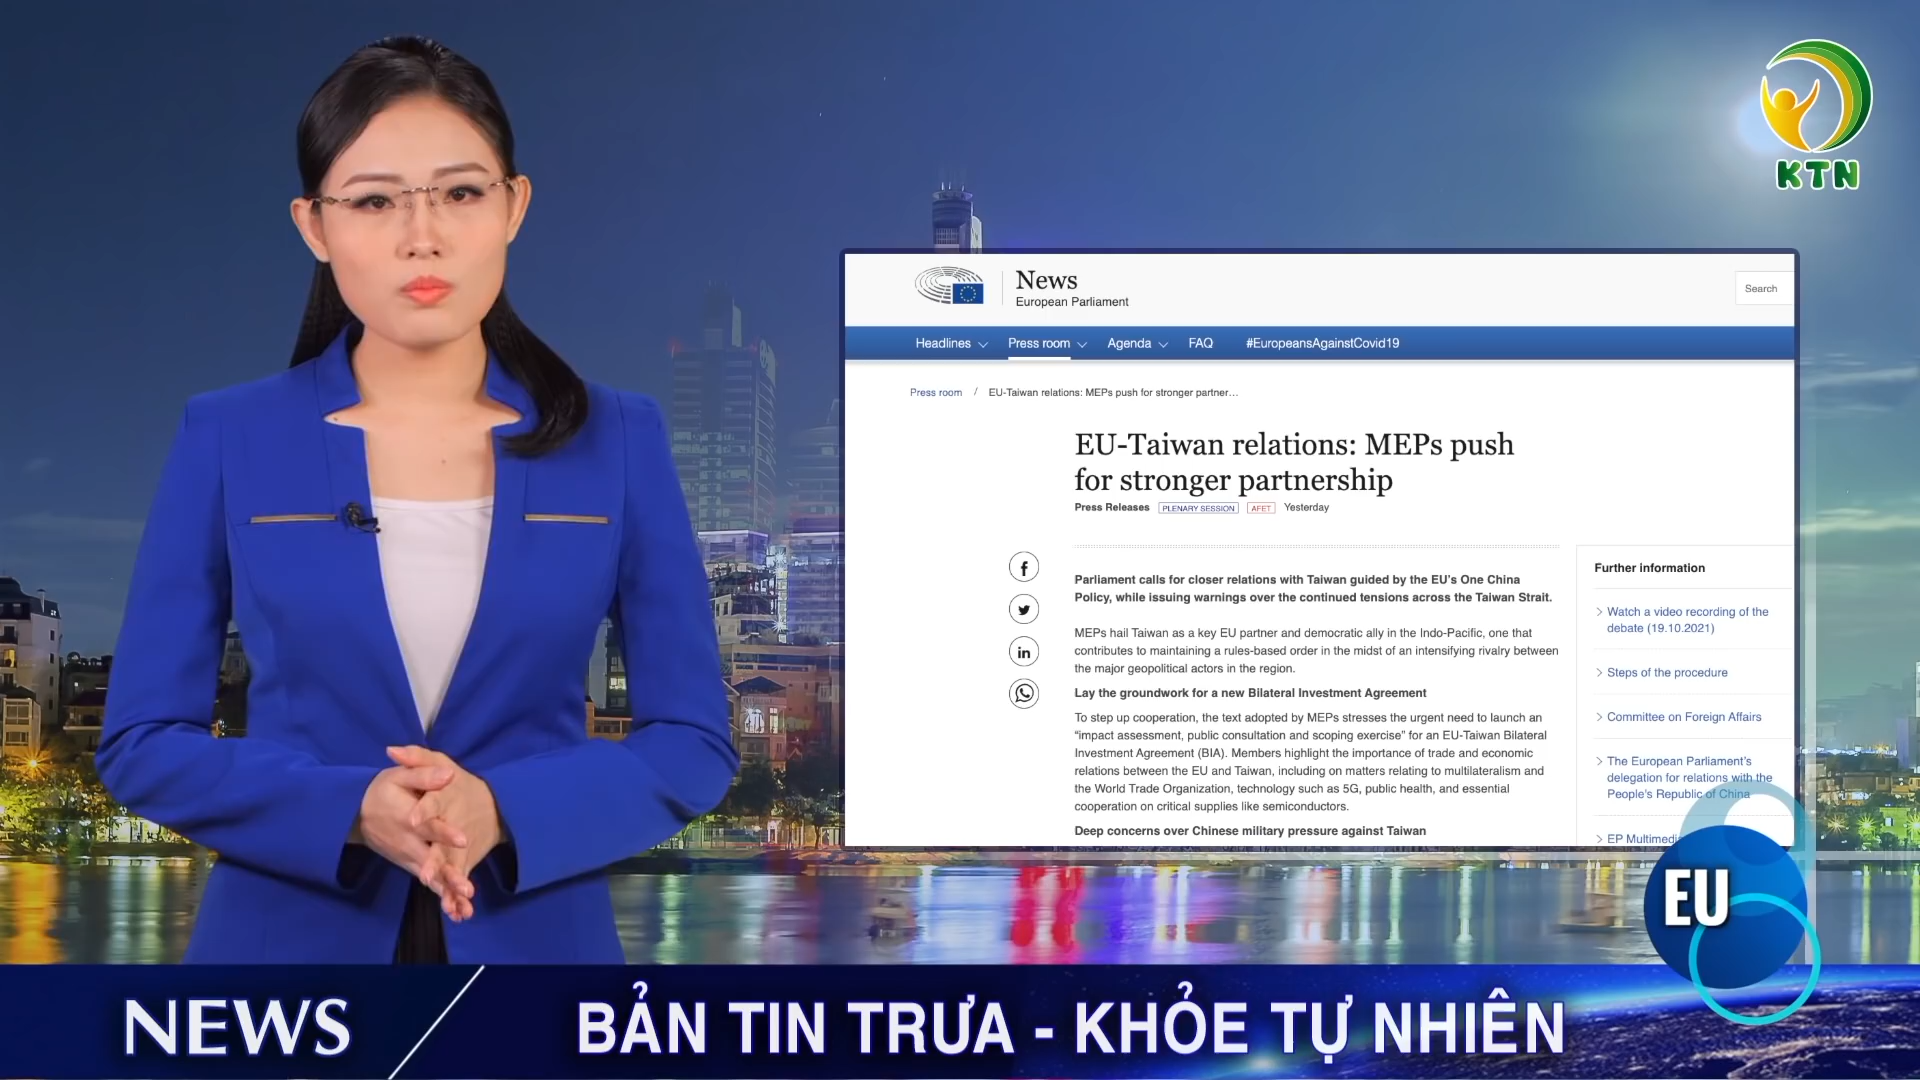 KTN
News
European Parliament
Search
Headlines
Press room
Agenda
FAQ
#EuropeansAgainstCovid19
Press room / EU-Taiwan relations: MEPs push for stronger partner...
EU-Taiwan relations: MEPs push
for stronger partnership
Press Releases PLENARY SESSION AFET Yesterday
Parliament calls for closer relations with Taiwan guided by the EU's One China
Policy, while issuing warnings over the continued tensions across the Taiwan Strait.
MEPs hail Taiwan as a key EU partner and democratic ally in the Indo-Pacific, one that
contributes to maintaining a rules-based order in the midst of an intensifying rivalry between
the major geopolitical actors in the region.
Lay the groundwork for a new Bilateral Investment Agreement
To step up cooperation, the text adopted by MEPs stresses the urgent need to launch an
“impact assessment, public consultation and scoping exercise” for an EU-Taiwan Bilateral
Investment Agreement (BIA). Members highlight the importance of trade and economic
relations between the EU and Taiwan, including on matters relating to multilateralism and
the World Trade Organization, technology such as 5G, public health, and essential
cooperation on critical supplies like semiconductors.
Deep concerns over Chinese military pressure against Taiwan
Further information
Watch a video recording of the
debate (19.10.2021)
Steps of the procedure
Committee on Foreign Affairs
The European Parliament's
delegation for relations with the
People's Republic of China
EP Multimedia
EU
NEWS
BẢN TIN TRƯA - KHỎE TỰ NHIÊN